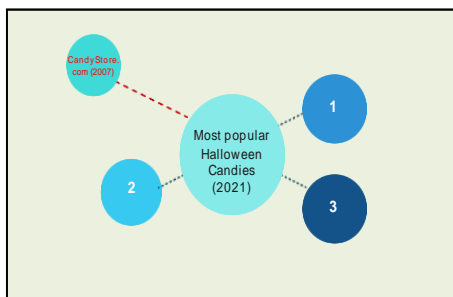 CandyStore.
com (2007)
1
Most popular
Halloween
Candies
(2021)
2
3